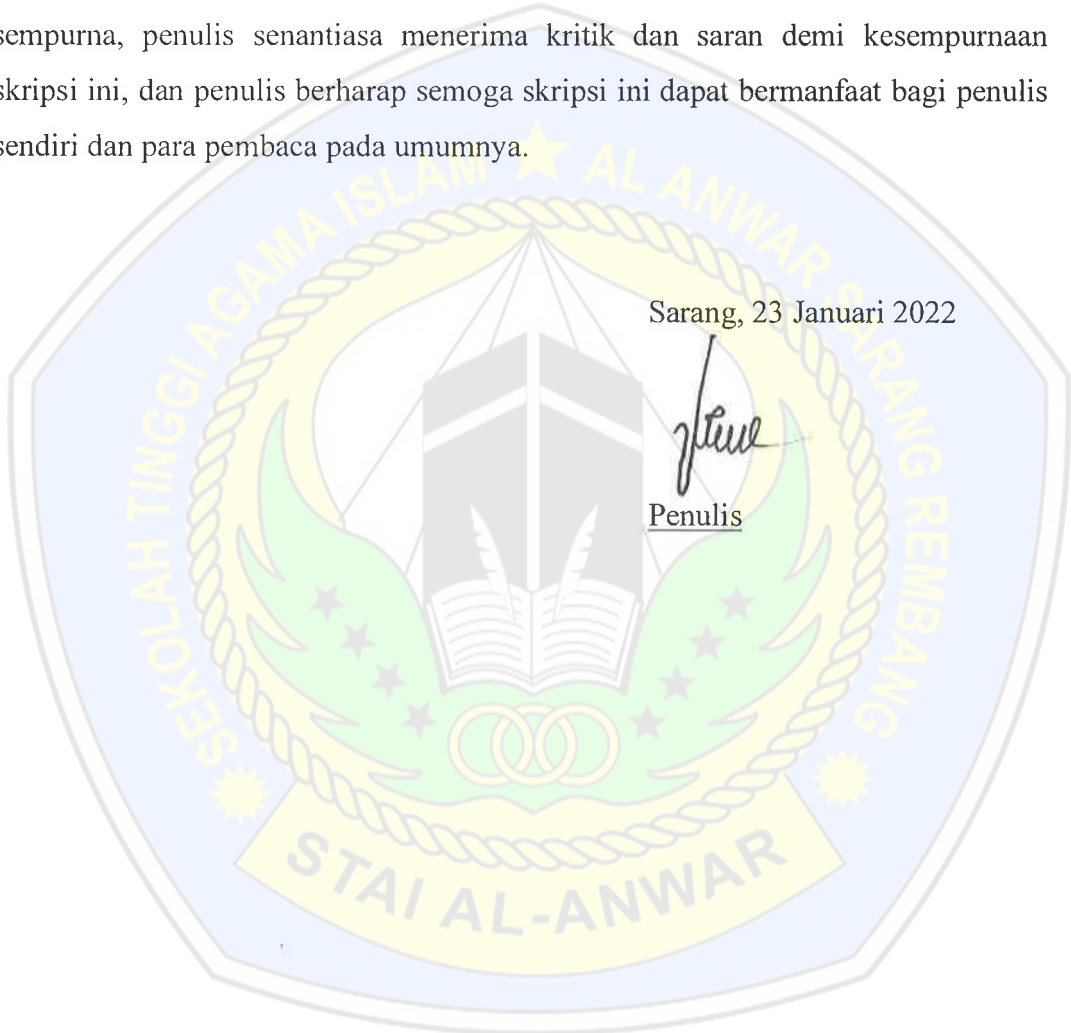 sempurna, penulis senantiasa menerima kritik dan saran demi kesempurnaan
skripsi ini, dan penulis berharap semoga skripsi ini dapat bermanfaat bagi penulis
sendiri dan para pembaca pada umumnya.
Sarang, 23 Januari 2022
Penulis
SEKOLAH TINGGI AGAMA ISLAM ★ AL ANWAR SARANG REMBANG
STAI AL-ANWAR